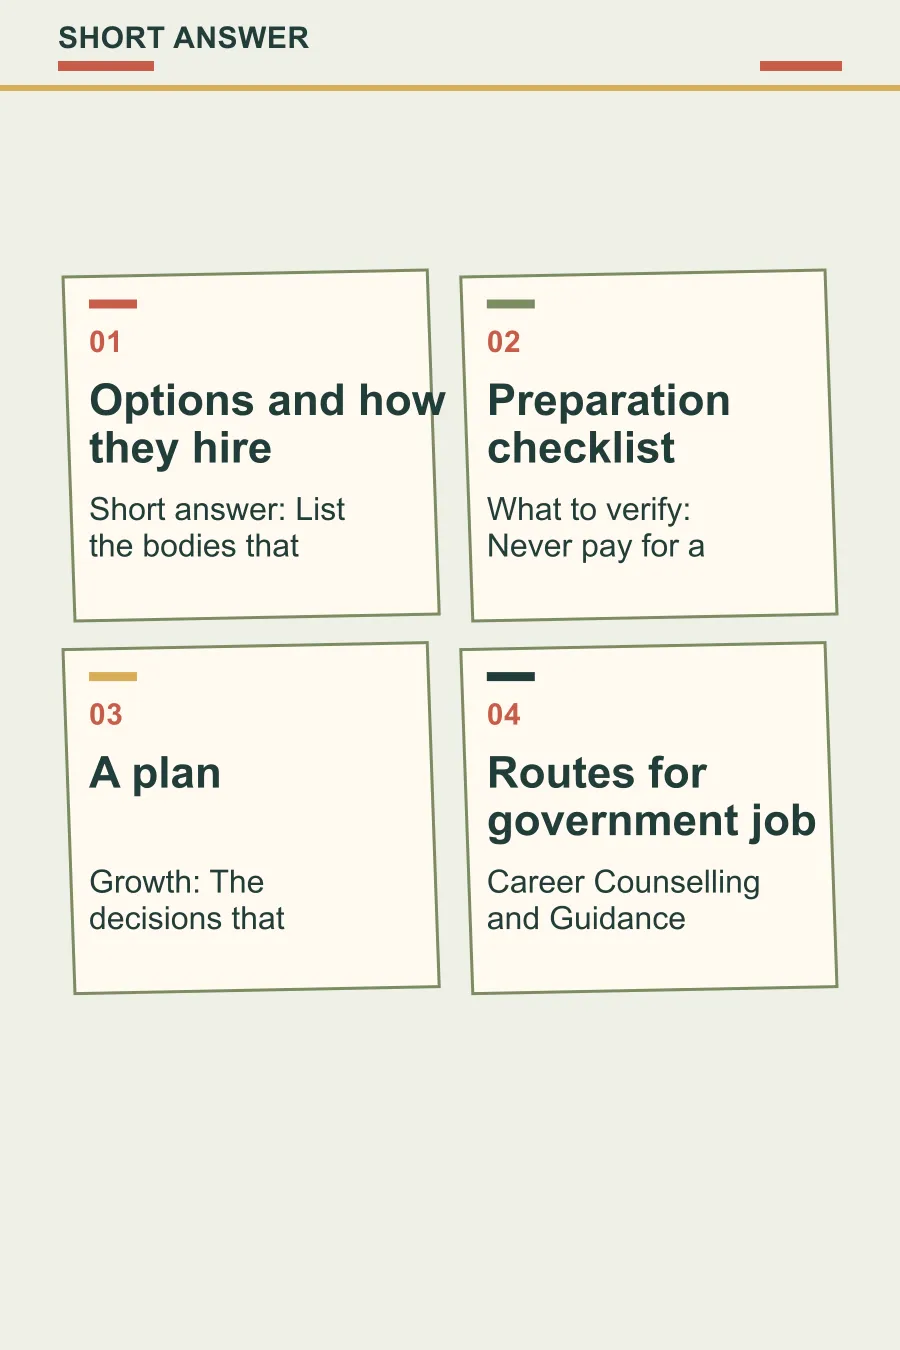 SHORT ANSWER
01
Options and how
they hire
Short answer: List
the bodies that
02
Preparation
checklist
What to verify:
Never pay for a
03
A plan
Growth: The
decisions that
04
Routes for
government job
Career Counselling
and Guidance